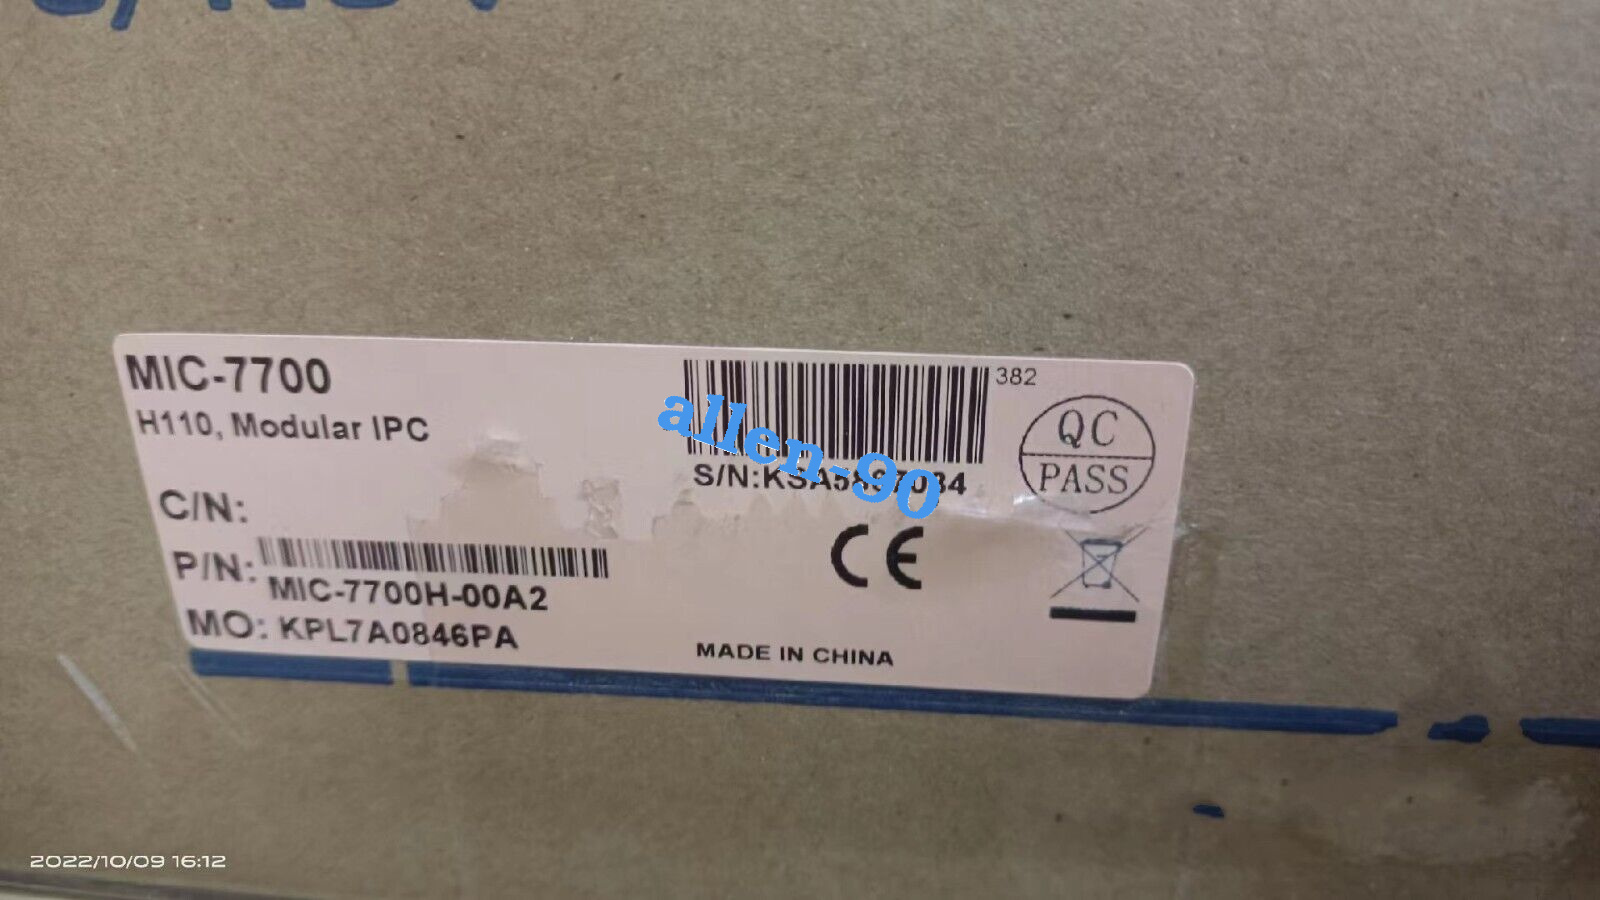 MIC-7700
H110, Modular IPC
382
QC
PASS
allen-90
C/N:
P/N:
MIC-7700H-00A2
MO: KPL7A0846PA
MADE IN CHINA
2022/10/09 16:12